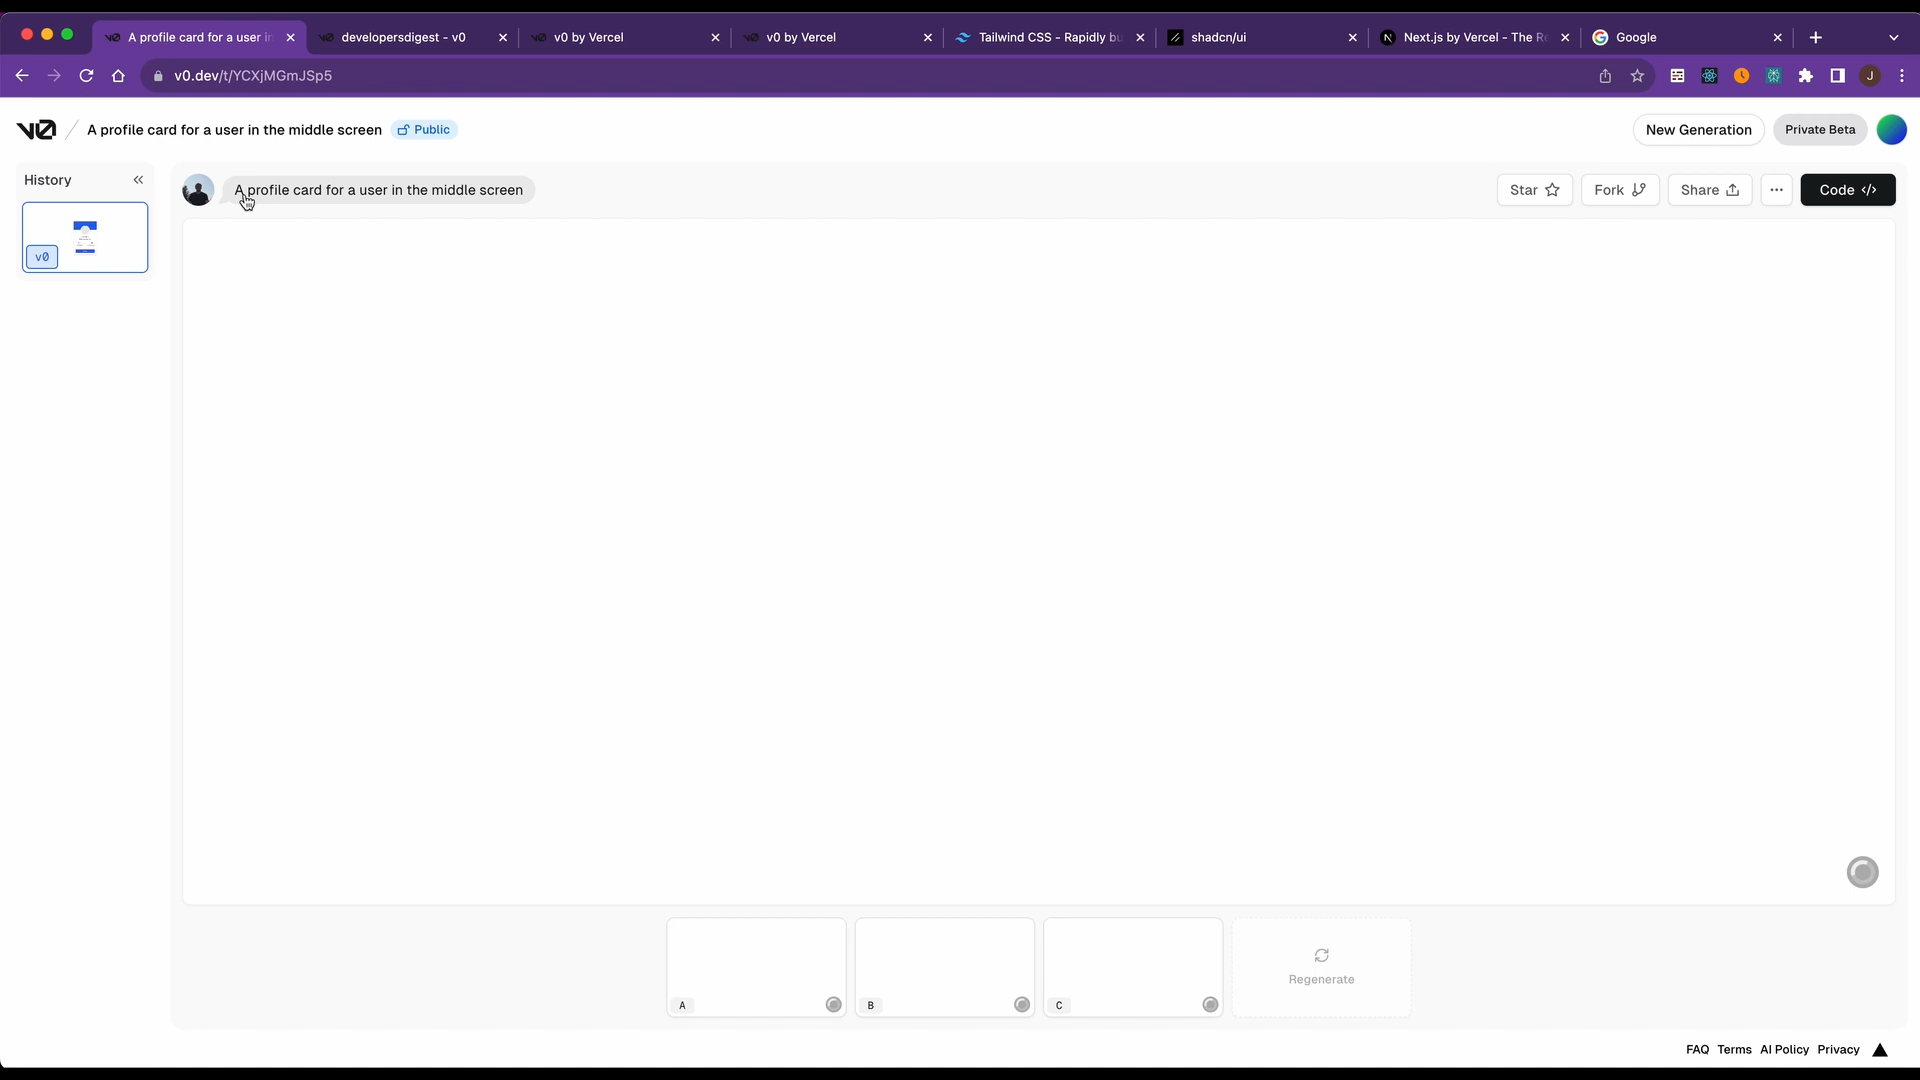 A profile card for a user in
developersdigest - v0
v0 by Vercel
v0 by Vercel
Tailwind CSS - Rapidly bu
shadcn/ui
Next.js by Vercel - The Re
Google
v0.dev/t/YCXjMGmJSp5
J
v0
A profile card for a user in the middle screen
Public
New Generation
Private Beta
History
A profile card for a user in the middle screen
Star
Fork
Share
Code
v0
A
B
C
Regenerate
FAQ Terms AI Policy Privacy